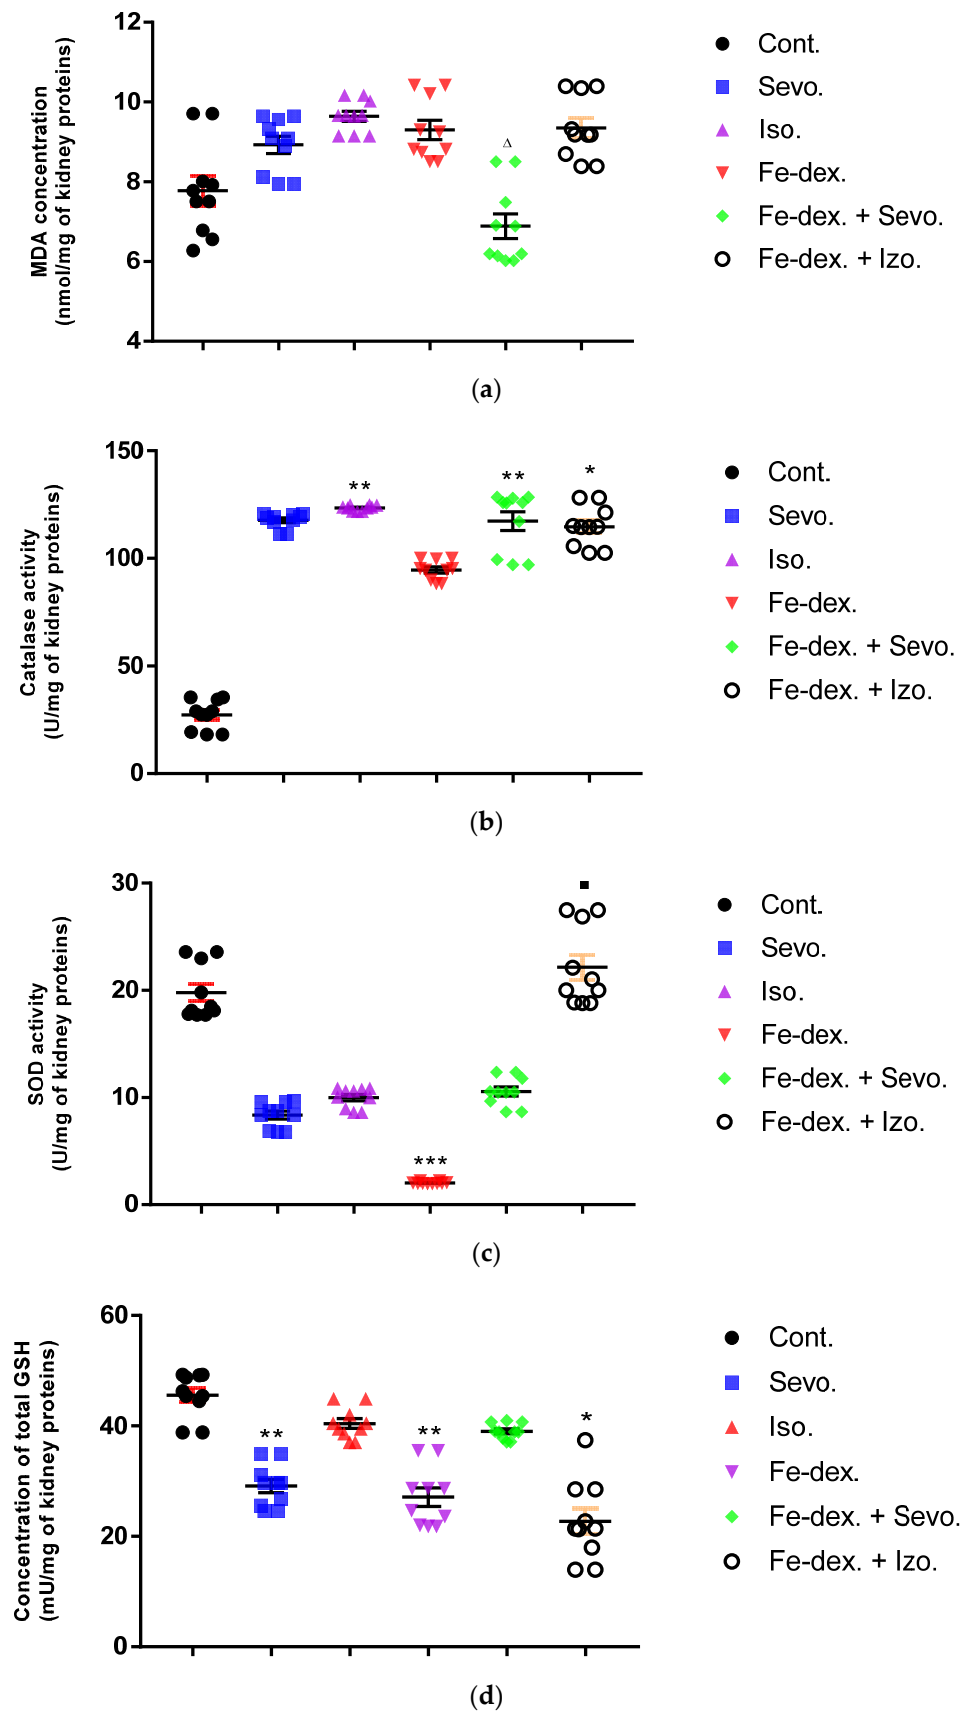 MDA concentration
(nmol/mg of kidney proteins)
12
10
8
6
4
Δ
Cont.
Sevo.
Iso.
Fe-dex.
Fe-dex. + Sevo.
Fe-dex. + Izo.
(a)
Catalase activity
(U/mg of kidney proteins)
150
100
50
0
**
**
*
Cont.
Sevo.
Iso.
Fe-dex.
Fe-dex. + Sevo.
Fe-dex. + Izo.
(b)
SOD activity
(U/mg of kidney proteins)
30
20
10
0
***
■
Cont.
Sevo.
Iso.
Fe-dex.
Fe-dex. + Sevo.
Fe-dex. + Izo.
(c)
Concentration of total GSH
(mU/mg of kidney proteins)
60
40
20
0
**
**
*
Cont.
Sevo.
Iso.
Fe-dex.
Fe-dex. + Sevo.
Fe-dex. + Izo.
(d)